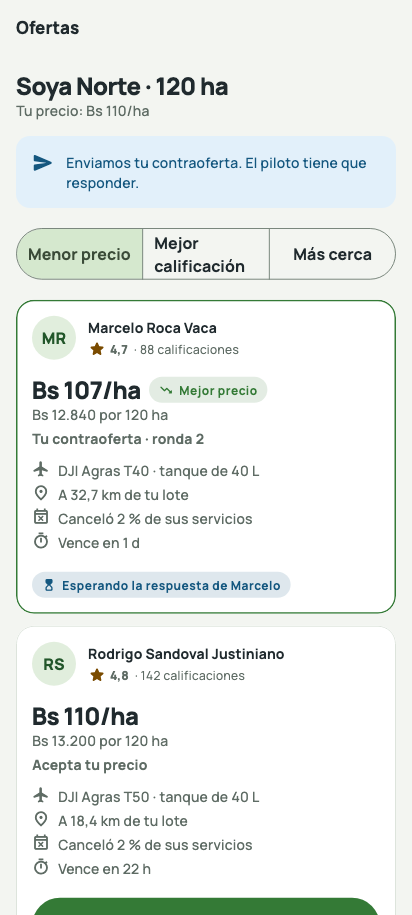 Ofertas
Soya Norte · 120 ha
Tu precio: Bs 110/ha
Enviamos tu contraoferta. El piloto tiene que
responder.
Menor precio
Mejor
calificación
Más cerca
MR
Marcelo Roca Vaca
4,7 · 88 calificaciones
Bs 107/ha
Mejor precio
Bs 12.840 por 120 ha
Tu contraoferta · ronda 2
DJI Agras T40 · tanque de 40 L
A 32,7 km de tu lote
Canceló 2 % de sus servicios
Vence en 1 d
Esperando la respuesta de Marcelo
RS
Rodrigo Sandoval Justiniano
4,8 · 142 calificaciones
Bs 110/ha
Bs 13.200 por 120 ha
Acepta tu precio
DJI Agras T50 · tanque de 40 L
A 18,4 km de tu lote
Canceló 2 % de sus servicios
Vence en 22 h